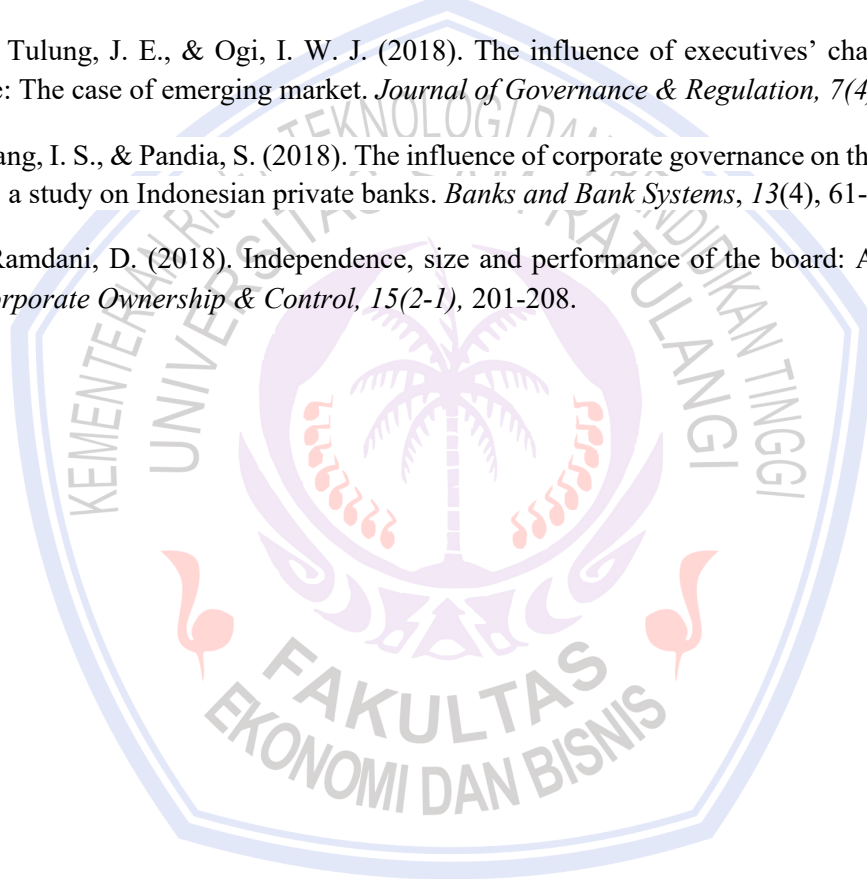 Tulung, J. E., & Ogi, I. W. J. (2018). The influence of executives’ cha
e: The case of emerging market. Journal of Governance & Regulation, 7(4
ang, I. S., & Pandia, S. (2018). The influence of corporate governance on th
a study on Indonesian private banks. Banks and Bank Systems, 13(4), 61-
Ramdani, D. (2018). Independence, size and performance of the board: A
rporate Ownership & Control, 15(2-1), 201-208.
KEMENTERIAN TEKNOLOGI DAN PENDIDIKAN TINGGI
UNIVERSITAS SAM RATULANGI
FAKULTAS
EKONOMI DAN BISNIS